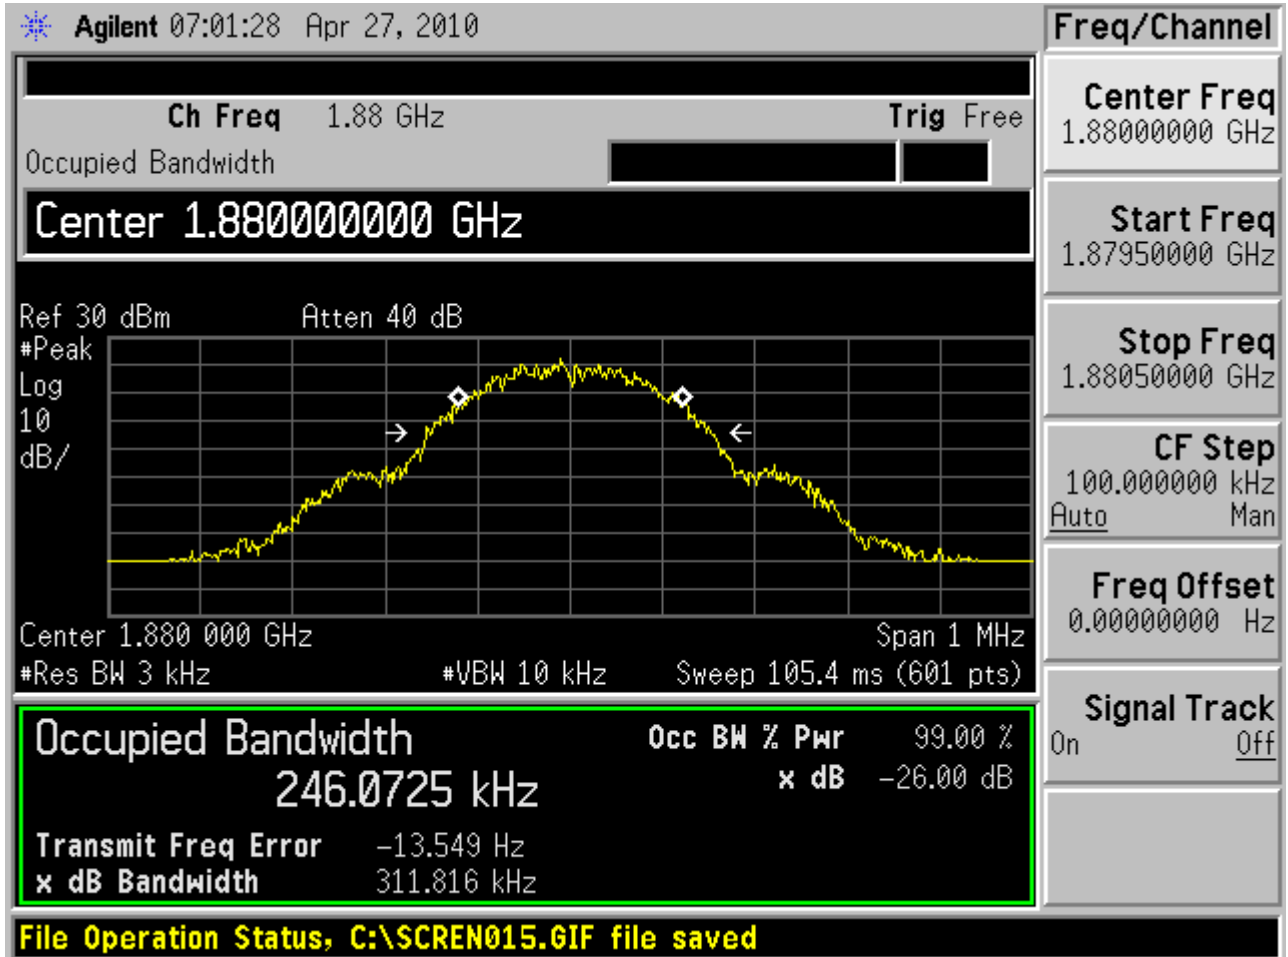 Agilent 07:01:28 Apr 27, 2010
Freq/Channel
Ch Freq 1.88 GHz Trig Free
Occupied Bandwidth
Center 1.880000000 GHz
Ref 30 dBm Atten 40 dB
#Peak
Log
10
dB/
Center 1.880 000 GHz Span 1 MHz
#Res BW 3 kHz #VBW 10 kHz Sweep 105.4 ms (601 pts)
Occupied Bandwidth Occ BW % Pwr 99.00 %
246.0725 kHz x dB -26.00 dB
Transmit Freq Error -13.549 Hz
x dB Bandwidth 311.816 kHz
File Operation Status, C:\SCREN015.GIF file saved
Center Freq
1.88000000 GHz
Start Freq
1.87950000 GHz
Stop Freq
1.88050000 GHz
CF Step
100.000000 kHz
Auto Man
Freq Offset
0.00000000 Hz
Signal Track
On Off